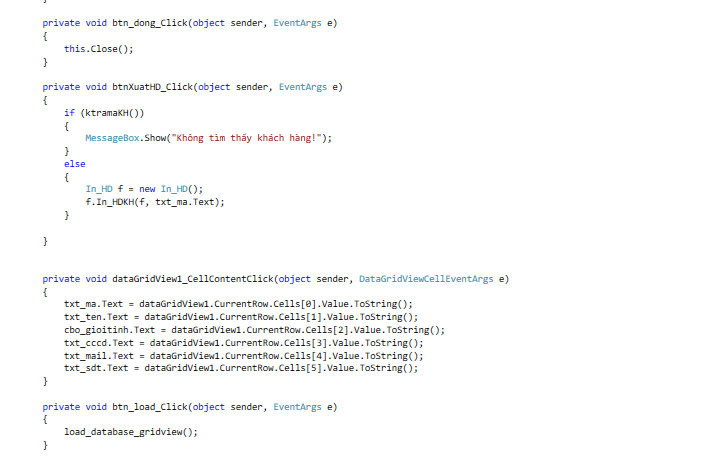 }
private void btn_dong_Click(object sender, EventArgs e)
{
this.Close();
}
private void btnXuatHD_Click(object sender, EventArgs e)
{
if (ktramaKH())
{
MessageBox.Show("Không tìm thấy khách hàng!");
}
else
{
In_HD f = new In_HD();
f.In_HDKH(f, txt_ma.Text);
}
}
private void dataGridView1_CellContentClick(object sender, DataGridViewCellEventArgs e)
{
txt_ma.Text = dataGridView1.CurrentRow.Cells[0].Value.ToString();
txt_ten.Text = dataGridView1.CurrentRow.Cells[1].Value.ToString();
cbo_gioitinh.Text = dataGridView1.CurrentRow.Cells[2].Value.ToString();
txt_cccd.Text = dataGridView1.CurrentRow.Cells[3].Value.ToString();
txt_mail.Text = dataGridView1.CurrentRow.Cells[4].Value.ToString();
txt_sdt.Text = dataGridView1.CurrentRow.Cells[5].Value.ToString();
}
private void btn_load_Click(object sender, EventArgs e)
{
load_database_gridview();
}